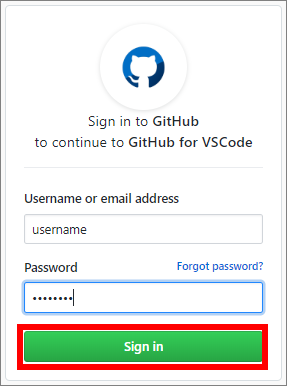 Sign in to GitHub
to continue to GitHub for VSCode
Username or email address
username
Password Forgot password?
••••••••
Sign in